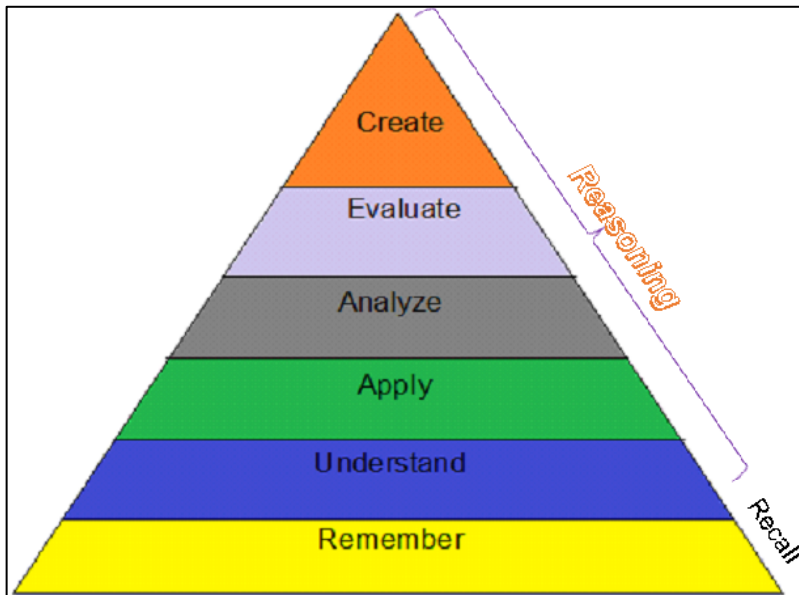 Create
Evaluate
Analyze
Apply
Understand
Remember
Reasoning
Recall